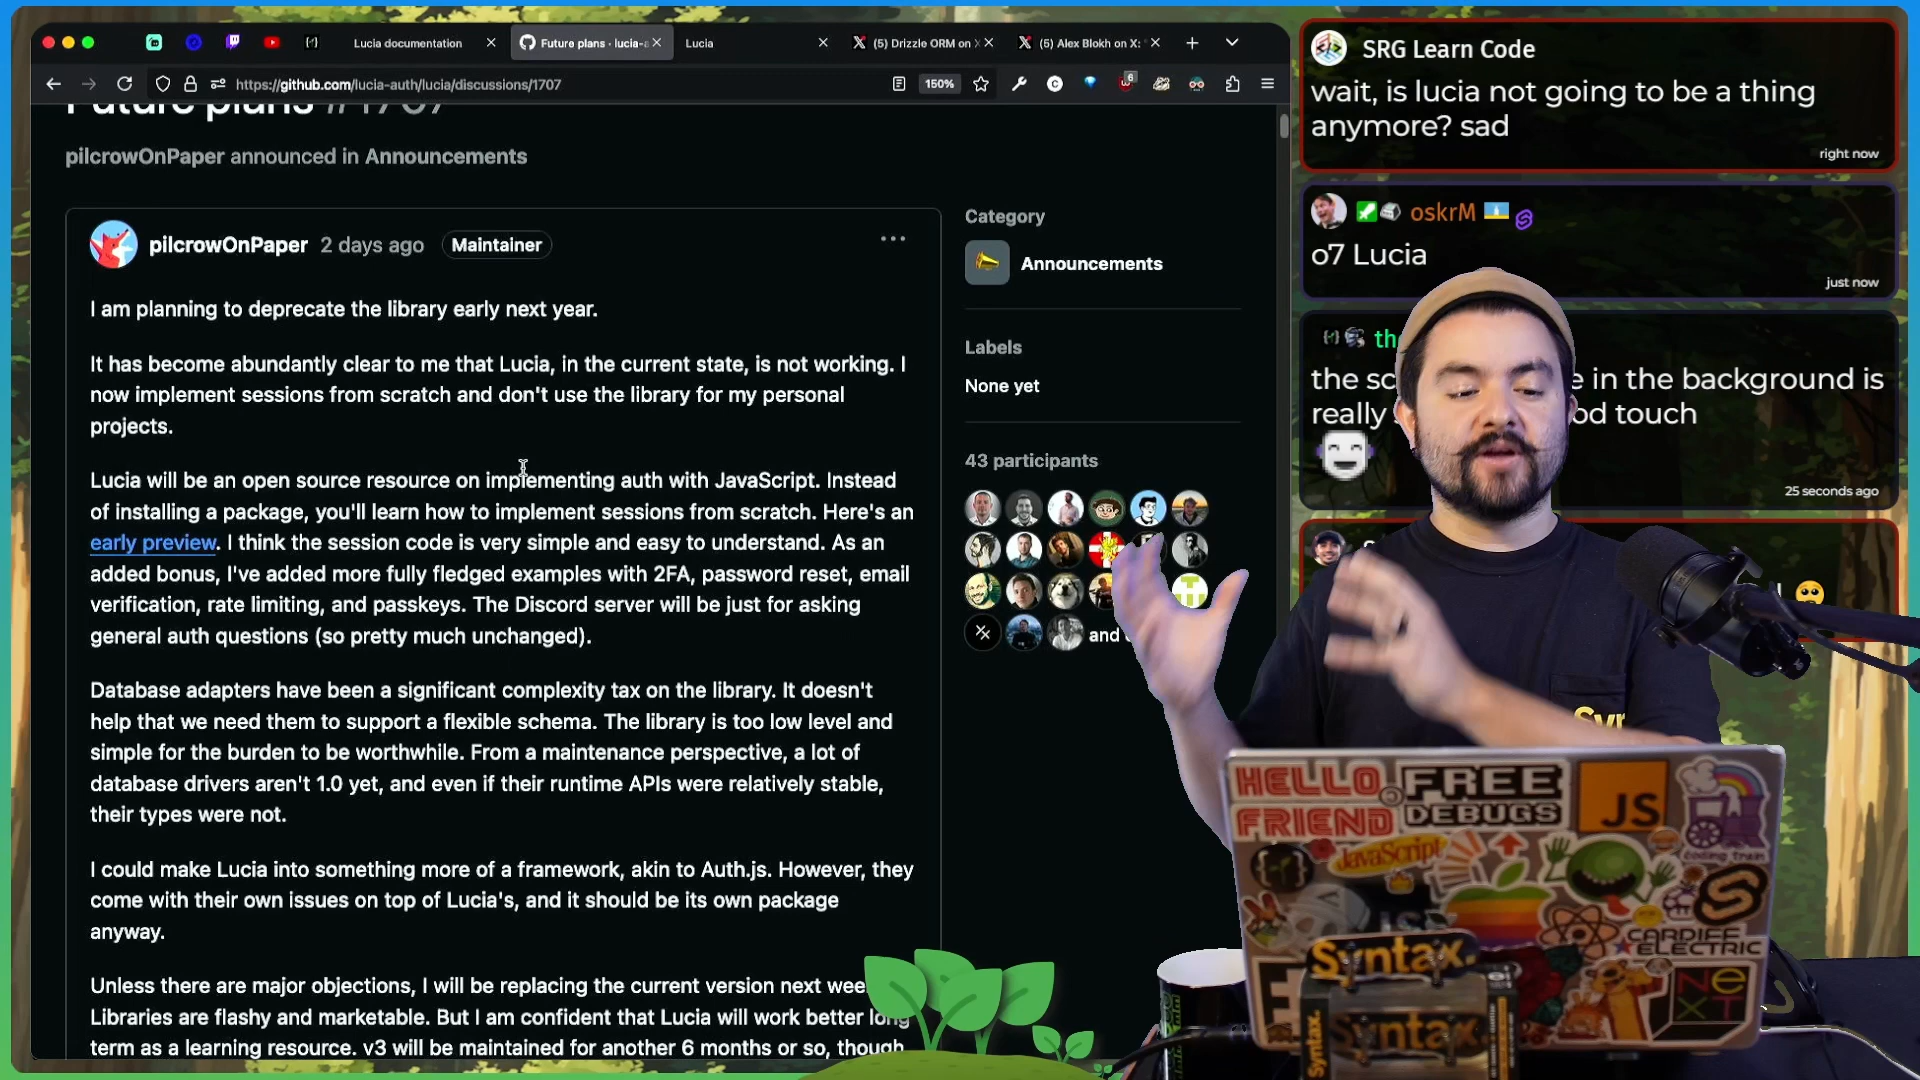 Lucia documentation
Future plans · lucia-a
Lucia
(5) Drizzle ORM on X
(5) Alex Blokh on X: "
https://github.com/lucia-auth/lucia/discussions/1707
150%
6
Future plans #1707
pilcrowOnPaper announced in Announcements
pilcrowOnPaper 2 days ago Maintainer
I am planning to deprecate the library early next year.
It has become abundantly clear to me that Lucia, in the current state, is not working. I
now implement sessions from scratch and don't use the library for my personal
projects.
Lucia will be an open source resource on implementing auth with JavaScript. Instead
of installing a package, you'll learn how to implement sessions from scratch. Here's an
early preview. I think the session code is very simple and easy to understand. As an
added bonus, I've added more fully fledged examples with 2FA, password reset, email
verification, rate limiting, and passkeys. The Discord server will be just for asking
general auth questions (so pretty much unchanged).
Database adapters have been a significant complexity tax on the library. It doesn't
help that we need them to support a flexible schema. The library is too low level and
simple for the burden to be worthwhile. From a maintenance perspective, a lot of
database drivers aren't 1.0 yet, and even if their runtime APIs were relatively stable,
their types were not.
I could make Lucia into something more of a framework, akin to Auth.js. However, they
come with their own issues on top of Lucia's, and it should be its own package
anyway.
Unless there are major objections, I will be replacing the current version next wee
Libraries are flashy and marketable. But I am confident that Lucia will work better long
term as a learning resource. v3 will be maintained for another 6 months or so, though
Category
Announcements
Labels
None yet
43 participants
and
SRG Learn Code
wait, is lucia not going to be a thing
anymore? sad
right now
oskrM
o7 Lucia
just now
the in the background is
really od touch
25 seconds ago
HELLO
FRIEND
FREE
DEBUGS
JS
JavaScript
coding train
CARDIFF
ELECTRIC
NEXT
Syntax.
Syntax
Syntax.